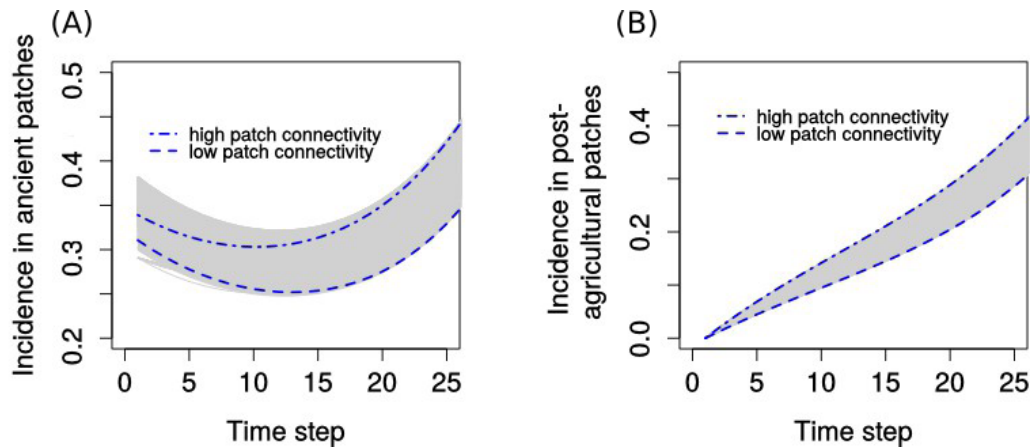 (A)
Incidence in ancient patches
0.5
0.4
0.3
0.2
high patch connectivity
low patch connectivity
0 5 10 15 20 25
Time step
(B)
Incidence in post-
agricultural patches
0.4
0.2
0.0
high patch connectivity
low patch connectivity
0 5 10 15 20 25
Time step